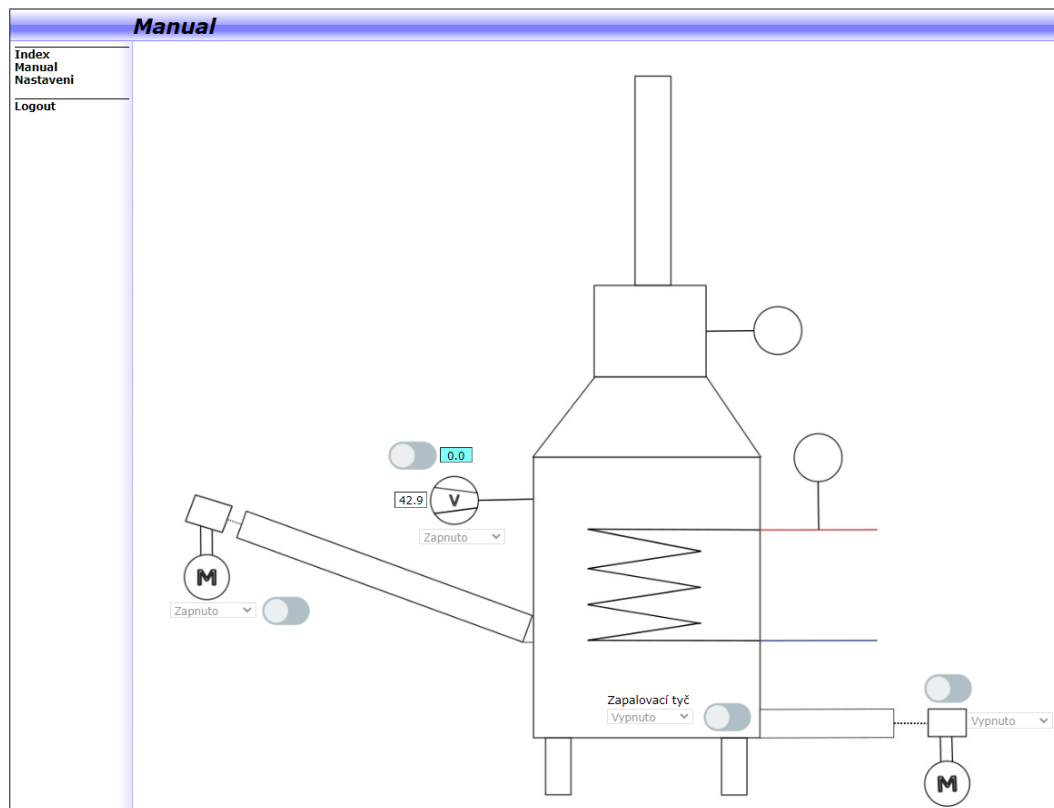 Manual
Index
Manual
Nastaveni
Logout
0.0
42.9
V
Zapnuto
M
Zapnuto
Zapalovací tyč
Vypnuto
Vypnuto
M